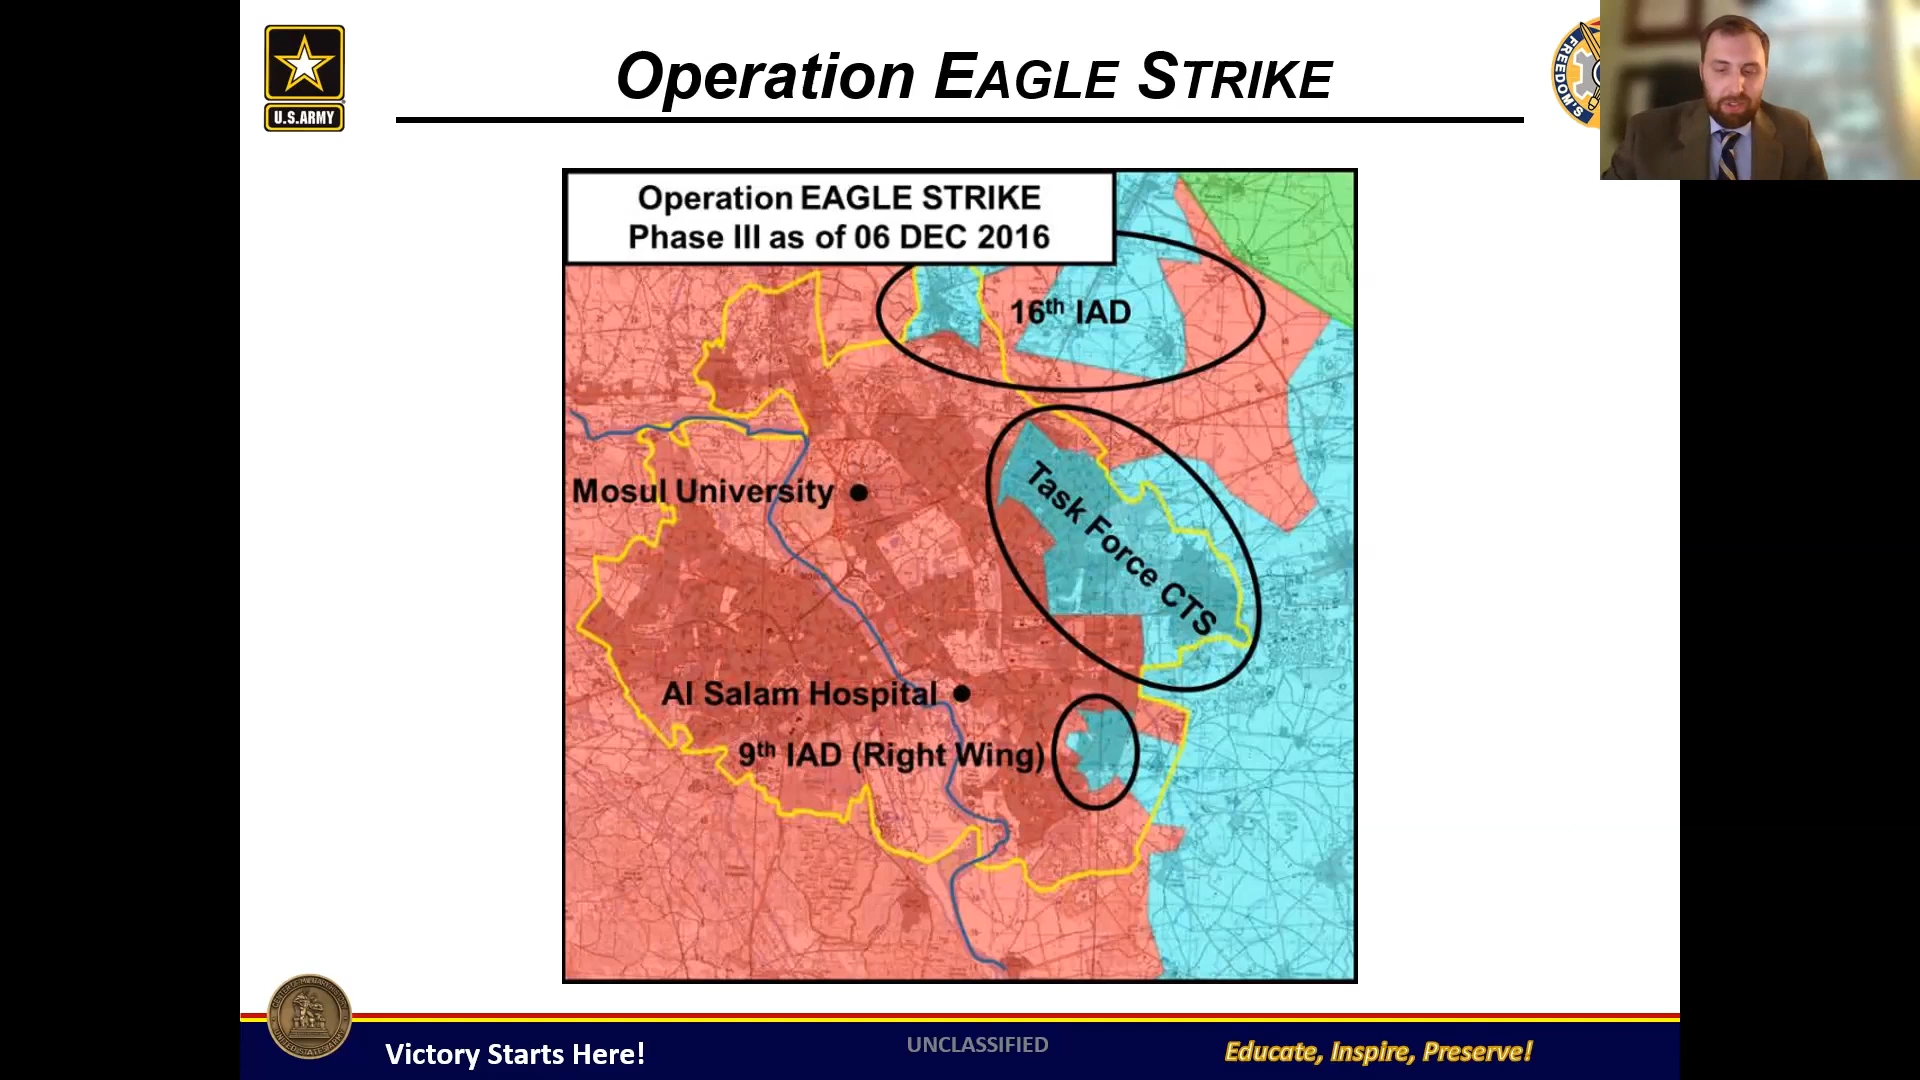 Operation EAGLE STRIKE
U.S.ARMY
FREEDOM'S
Operation EAGLE STRIKE
Phase III as of 06 DEC 2016
16th IAD
Task Force CTS
Mosul University
Al Salam Hospital
9th IAD (Right Wing)
Victory Starts Here!
UNCLASSIFIED
Educate, Inspire, Preserve!